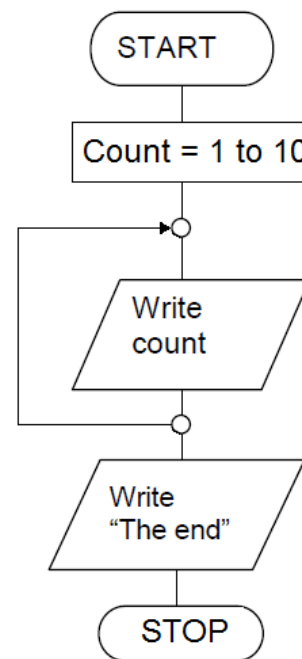 START
Count = 1 to 10
Write
count
Write
“The end”
STOP